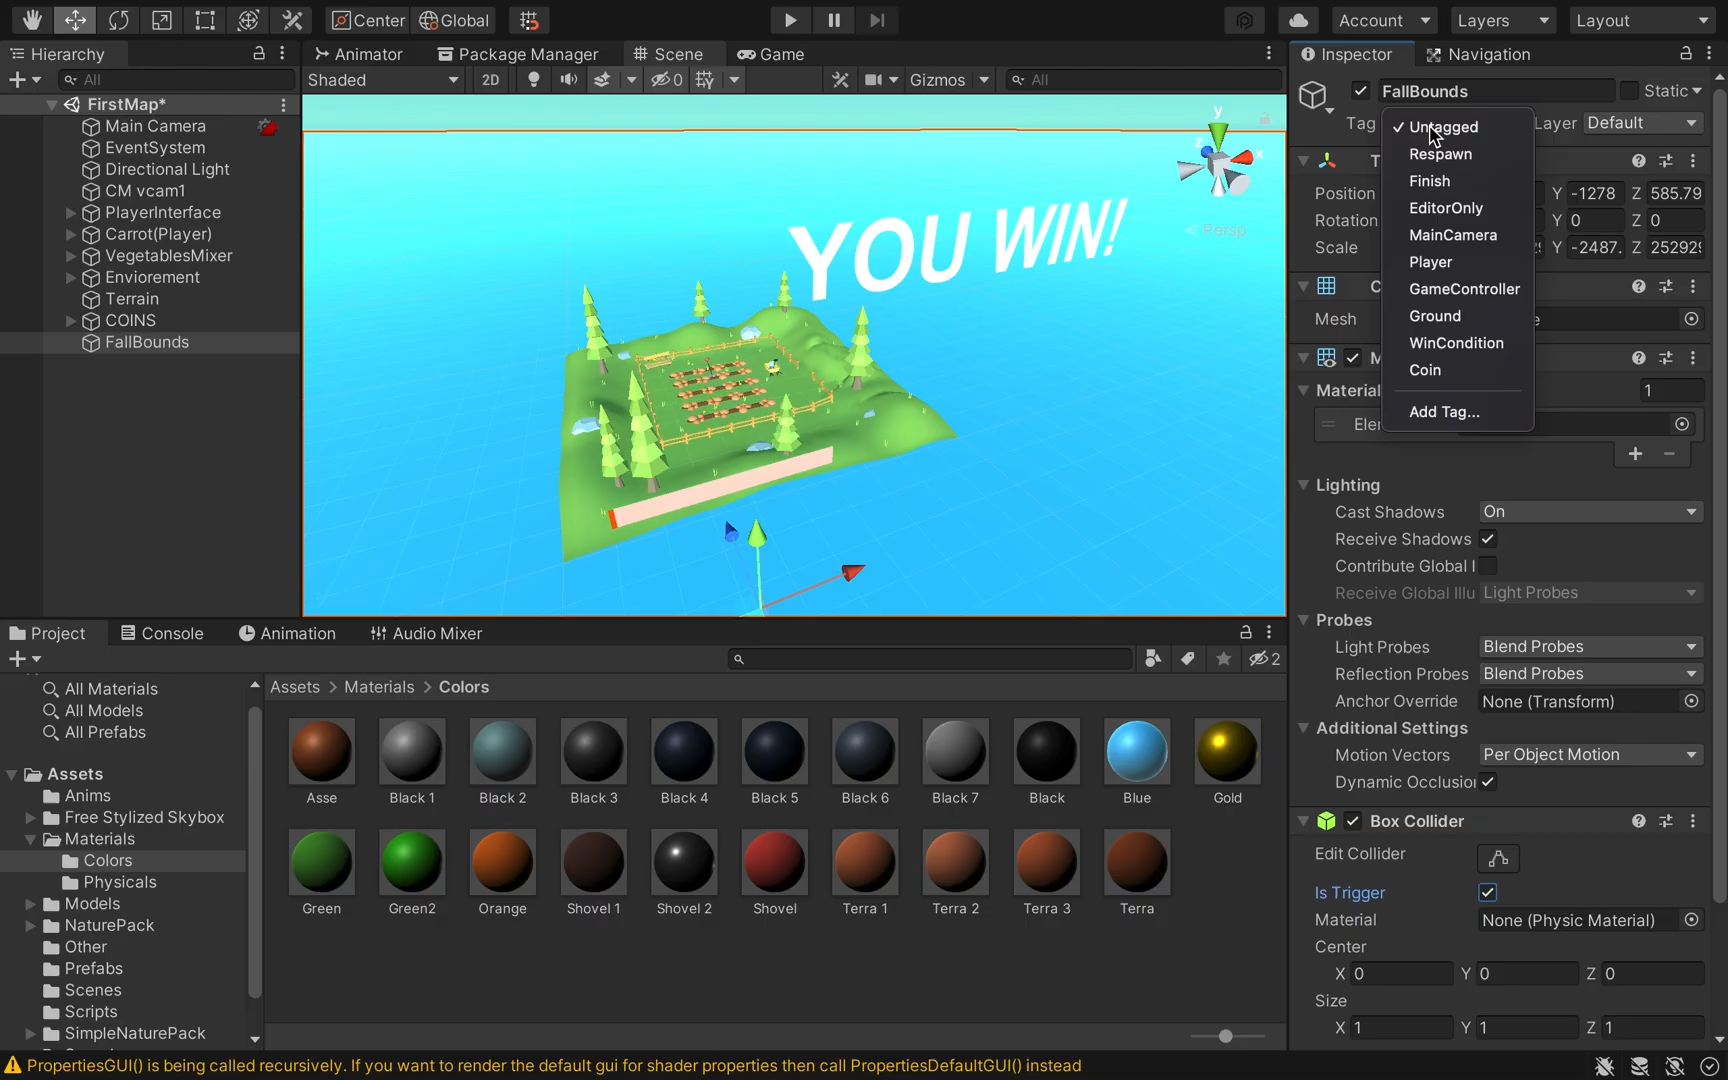 Center Global Account Layers Layout
Hierarchy Animator Package Manager Scene Game Inspector Navigation
All Shaded 2D 0 Gizmos All
FirstMap*
Main Camera
EventSystem
Directional Light
CM vcam1
PlayerInterface
Carrot(Player)
VegetablesMixer
Enviorement
Terrain
COINS
FallBounds
y
x
z
< Persp
YOU WIN!
FallBounds Static
Tag Layer Default
Untagged
Respawn
Finish
EditorOnly
MainCamera
Player
GameController
Ground
WinCondition
Coin
Add Tag...
T
Position Y -1278 Z 585.79
Rotation Y 0 Z 0
Scale Y -2487. Z 252929
C
Mesh
M
Material 1
Eler
Lighting
Cast Shadows On
Receive Shadows
Contribute Global I
Receive Global Illu Light Probes
Probes
Light Probes Blend Probes
Reflection Probes Blend Probes
Anchor Override None (Transform)
Additional Settings
Motion Vectors Per Object Motion
Dynamic Occlusion
Box Collider
Edit Collider
Is Trigger
Material None (Physic Material)
Center
X 0 Y 0 Z 0
Size
X 1 Y 1 Z 1
Project Console Animation Audio Mixer
2
All Materials
All Models
All Prefabs
Assets
Anims
Free Stylized Skybox
Materials
Colors
Physicals
Models
NaturePack
Other
Prefabs
Scenes
Scripts
SimpleNaturePack
Assets > Materials > Colors
Asse Black 1 Black 2 Black 3 Black 4 Black 5 Black 6 Black 7 Black Blue Gold
Green Green2 Orange Shovel 1 Shovel 2 Shovel Terra 1 Terra 2 Terra 3 Terra
PropertiesGUI() is being called recursively. If you want to render the default gui for shader properties then call PropertiesDefaultGUI() instead